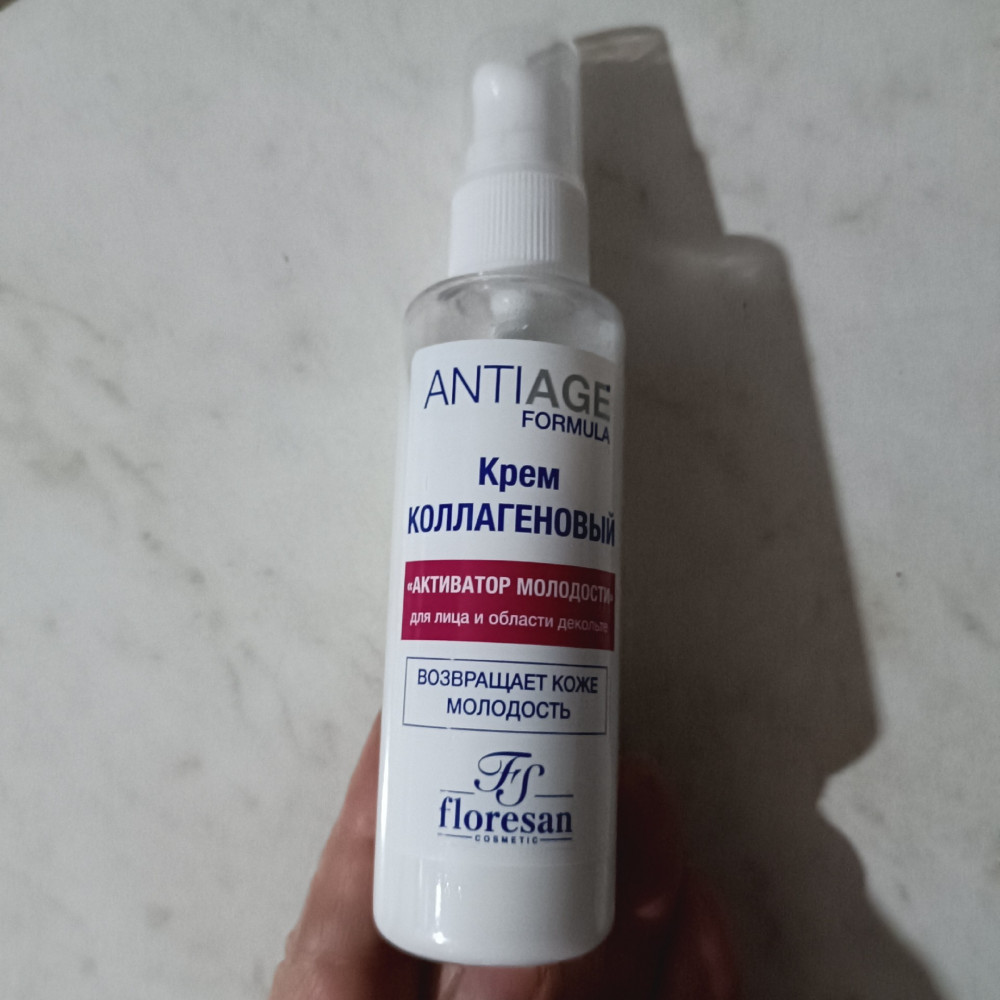 ANTIAGE
FORMULA
Крем
КОЛЛАГЕНОВЫЙ
«АКТИВАТОР МОЛОДОСТИ»
для лица и области декольте
ВОЗВРАЩАЕТ КОЖЕ
МОЛОДОСТЬ
FS
floresan
COSMETIC